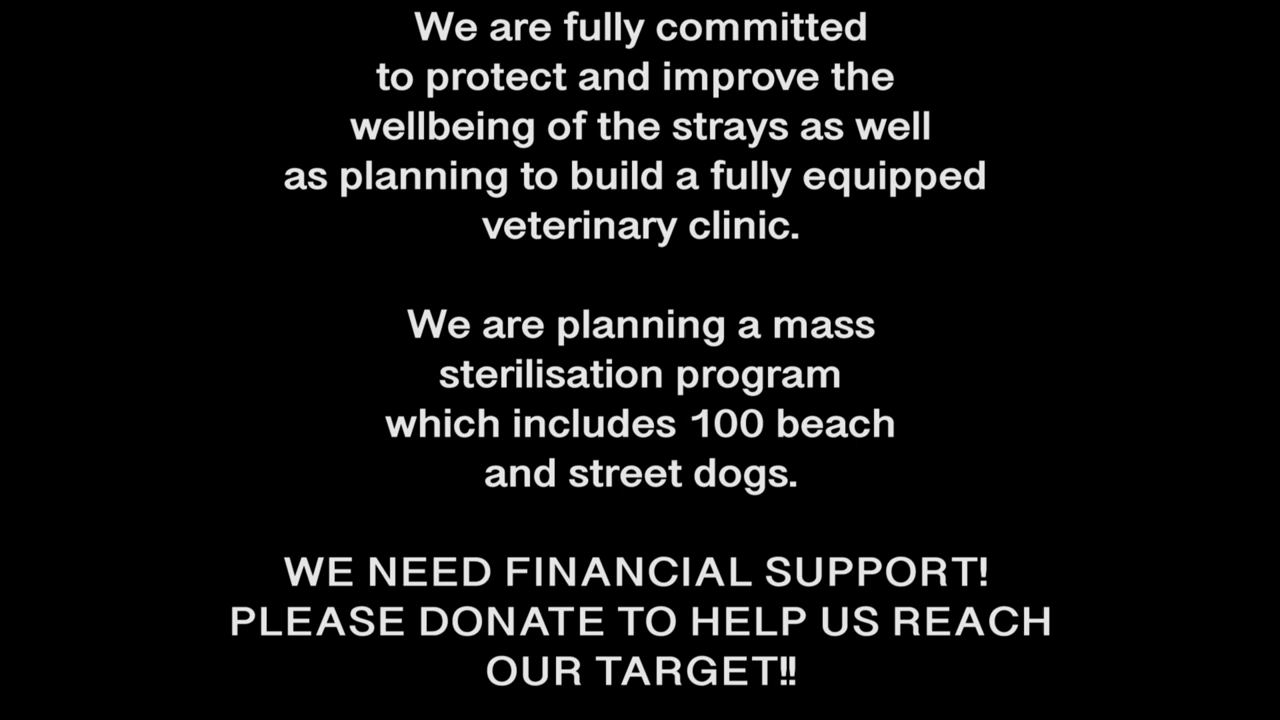 We are fully committed
to protect and improve the
wellbeing of the strays as well
as planning to build a fully equipped
veterinary clinic.
We are planning a mass
sterilisation program
which includes 100 beach
and street dogs.
WE NEED FINANCIAL SUPPORT!
PLEASE DONATE TO HELP US REACH
OUR TARGET!!